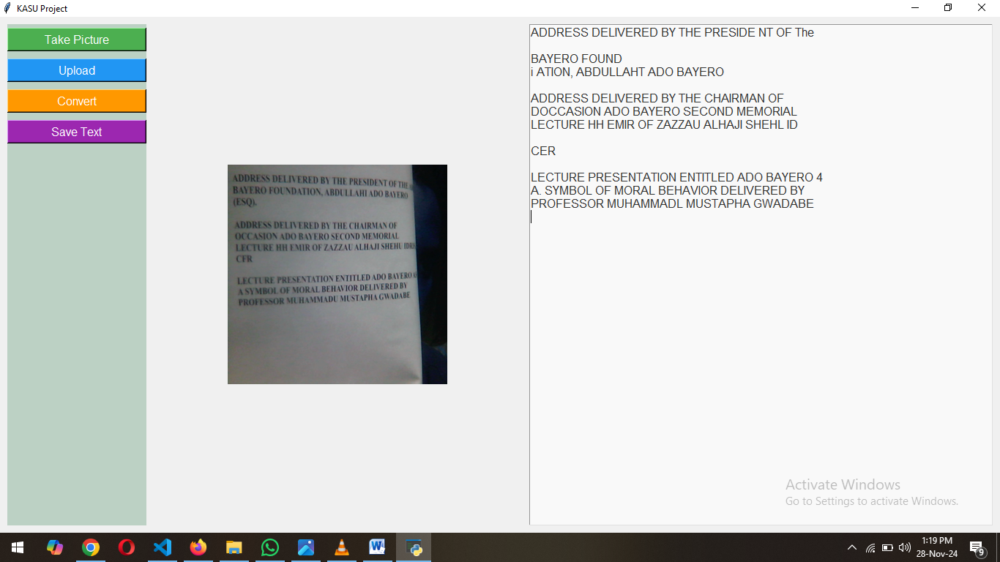 KASU Project
Take Picture
Upload
Convert
Save Text
ADDRESS DELIVERED BY THE PRESIDENT OF THE
BAYERO FOUNDATION, ABDULLAHI ADO BAYERO
(ESQ).
ADDRESS DELIVERED BY THE CHAIRMAN OF
OCCASION ADO BAYERO SECOND MEMORIAL
LECTURE HH EMIR OF ZAZZAU ALHAJI SHEHU
CFR
LECTURE PRESENTATION ENTITLED ADO BAYERO
A SYMBOL OF MORAL BEHAVIOR DELIVERED BY
PROFESSOR MUHAMMADU MUSTAPHA GWADABE
ADDRESS DELIVERED BY THE PRESIDE NT OF The
BAYERO FOUND
i ATION, ABDULLAHT ADO BAYERO
ADDRESS DELIVERED BY THE CHAIRMAN OF
DOCCASION ADO BAYERO SECOND MEMORIAL
LECTURE HH EMIR OF ZAZZAU ALHAJI SHEHL ID
CER
LECTURE PRESENTATION ENTITLED ADO BAYERO 4
A. SYMBOL OF MORAL BEHAVIOR DELIVERED BY
PROFESSOR MUHAMMADL MUSTAPHA GWADABE
Activate Windows
Go to Settings to activate Windows.
1:19 PM
28-Nov-24
9